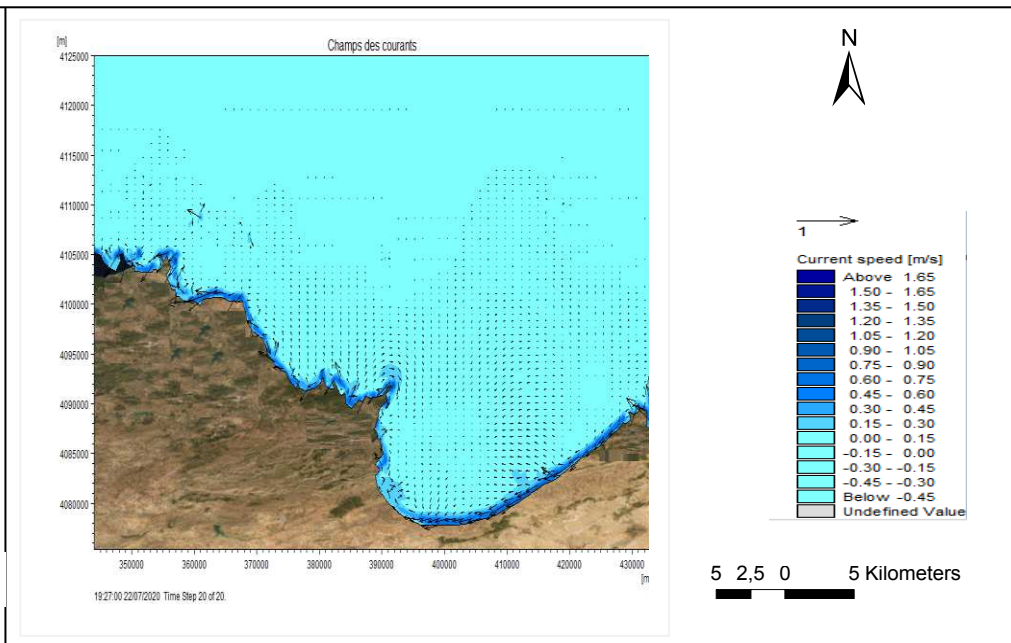 [m]
Champs des courants
4125000
4120000
4115000
4110000
4105000
4100000
4095000
4090000
4085000
4080000
350000 360000 370000 380000 390000 400000 410000 420000 430000
[m
19:27:00 22/07/2020 Time Step 20 of 20.
N
1
Current speed [m/s]
Above 1.65
1.50 - 1.65
1.35 - 1.50
1.20 - 1.35
1.05 - 1.20
0.90 - 1.05
0.75 - 0.90
0.60 - 0.75
0.45 - 0.60
0.30 - 0.45
0.15 - 0.30
0.00 - 0.15
-0.15 - 0.00
-0.30 - -0.15
-0.45 - -0.30
Below -0.45
Undefined Value
5 2,5 0 5 Kilometers